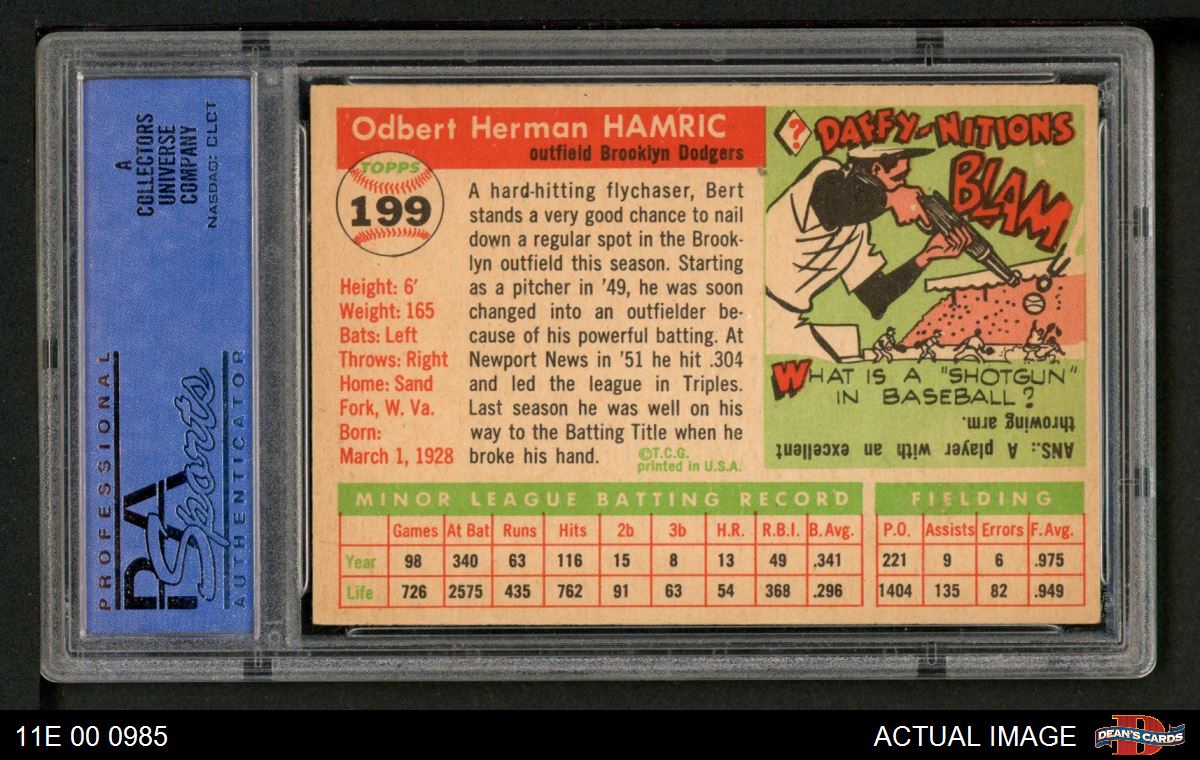 A
COLLECTORS
UNIVERSE
COMPANY
NASDAQ: CLCT
PROFESSIONAL
PSA
Sports
AUTHENTICATOR
Odbert Herman HAMRIC
outfield Brooklyn Dodgers
TOPPS
199
Height: 6'
Weight: 165
Bats: Left
Throws: Right
Home: Sand
Fork, W. Va.
Born:
March 1, 1928
A hard-hitting flychaser, Bert
stands a very good chance to nail
down a regular spot in the Brook-
lyn outfield this season. Starting
as a pitcher in '49, he was soon
changed into an outfielder be-
cause of his powerful batting. At
Newport News in '51 he hit .304
and led the league in Triples.
Last season he was well on his
way to the Batting Title when he
broke his hand.
©T.C.G.
printed in U.S.A.
? DAFFY-NITIONS
BLAM
WHAT IS A "SHOTGUN"
IN BASEBALL?
ANS.: A player with an excellent
throwing arm.
MINOR LEAGUE BATTING RECORD
Games At Bat Runs Hits 2b 3b H.R. R.B.I. B. Avg.
Year 98 340 63 116 15 8 13 49 .341
Life 726 2575 435 762 91 63 54 368 .296
FIELDING
P.O. Assists Errors F. Avg.
221 9 6 .975
1404 135 82 .949
11E 00 0985
ACTUAL IMAGE
D
DEAN'S CARDS